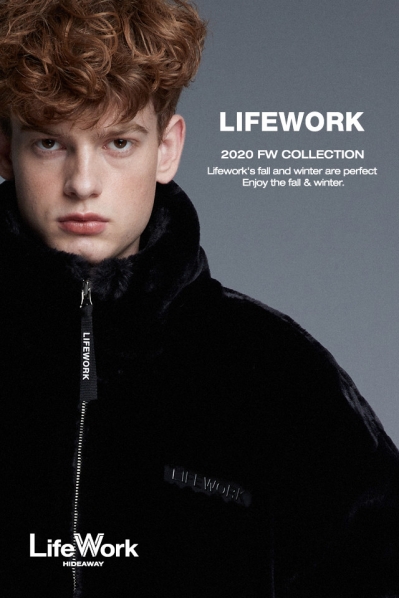 LIFEWORK
2020 FW COLLECTION
Lifework's fall and winter are perfect
Enjoy the fall & winter.
LIFEWORK
LIFEWORK
LifeWork
HIDEAWAY